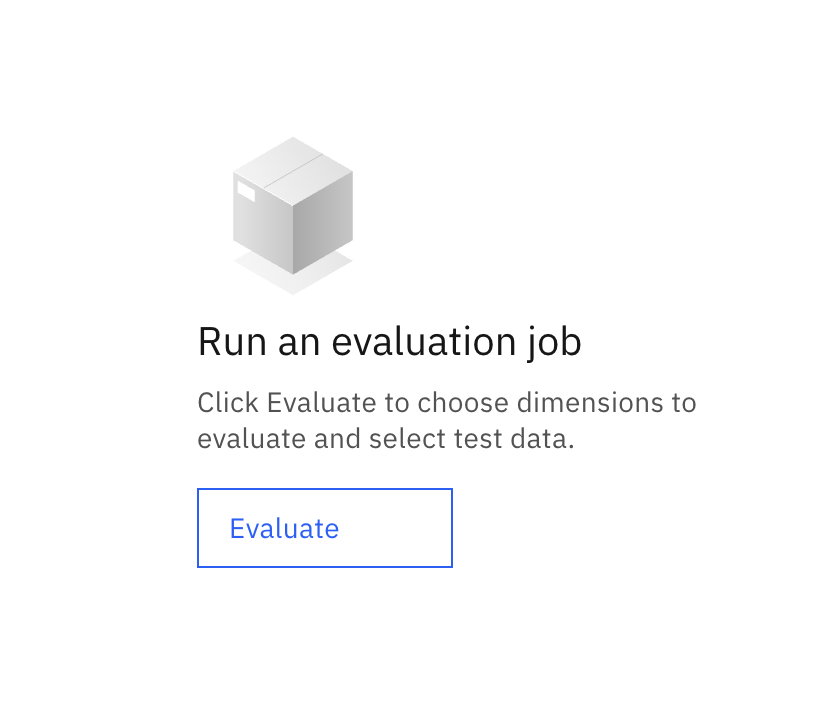 Run an evaluation job
Click Evaluate to choose dimensions to
evaluate and select test data.
Evaluate